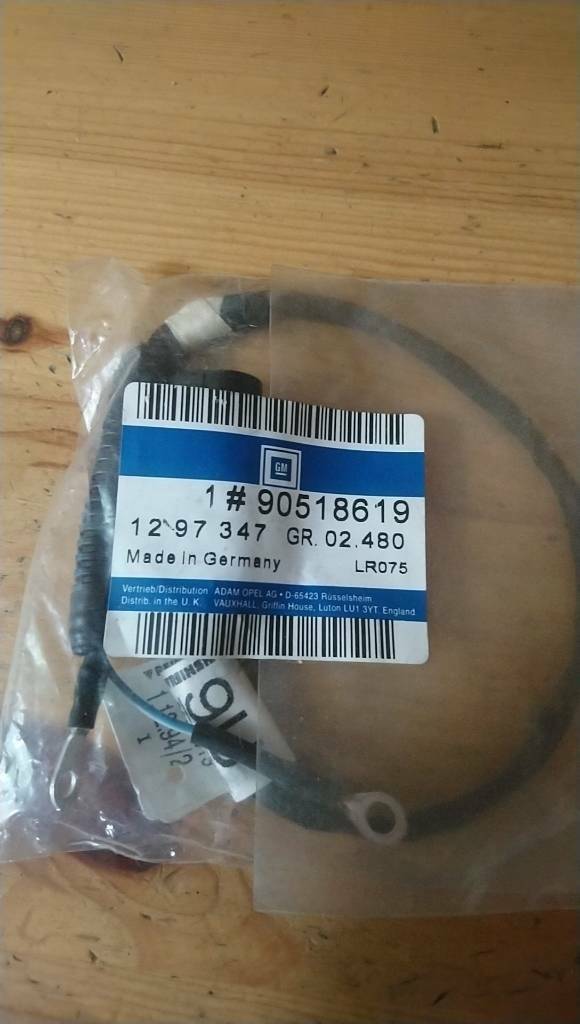 GM
1 # 90518619
12 97 347 GR. 02.480
Made in Germany LR075
Vertrieb/Distribution ADAM OPEL AG • D-65423 Rüsselsheim
Distrib. in the U. K. VAUXHALL, Griffin House, Luton LU1 3YT, England